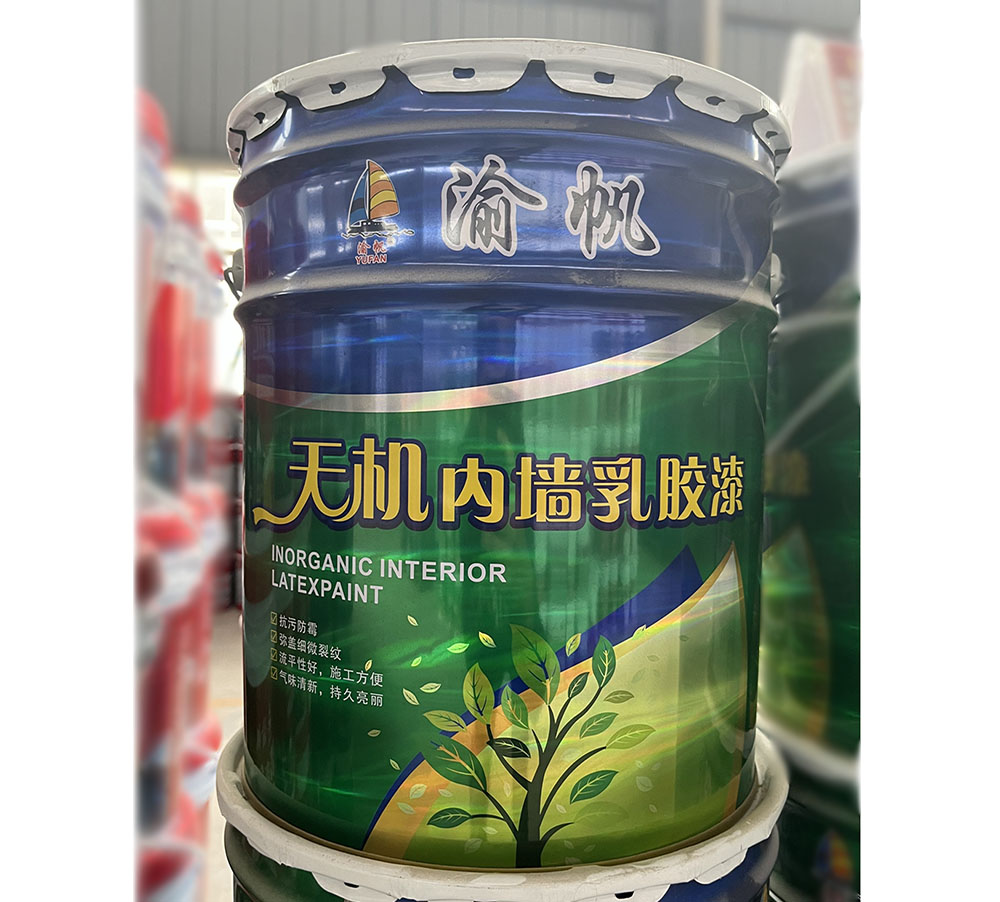 渝帆
渝帆
YUFAN
天机内墙乳胶漆
INORGANIC INTERIOR
LATEXPAINT
抗污防霉
弥盖细微裂纹
流平性好，施工方便
气味清新，持久亮丽